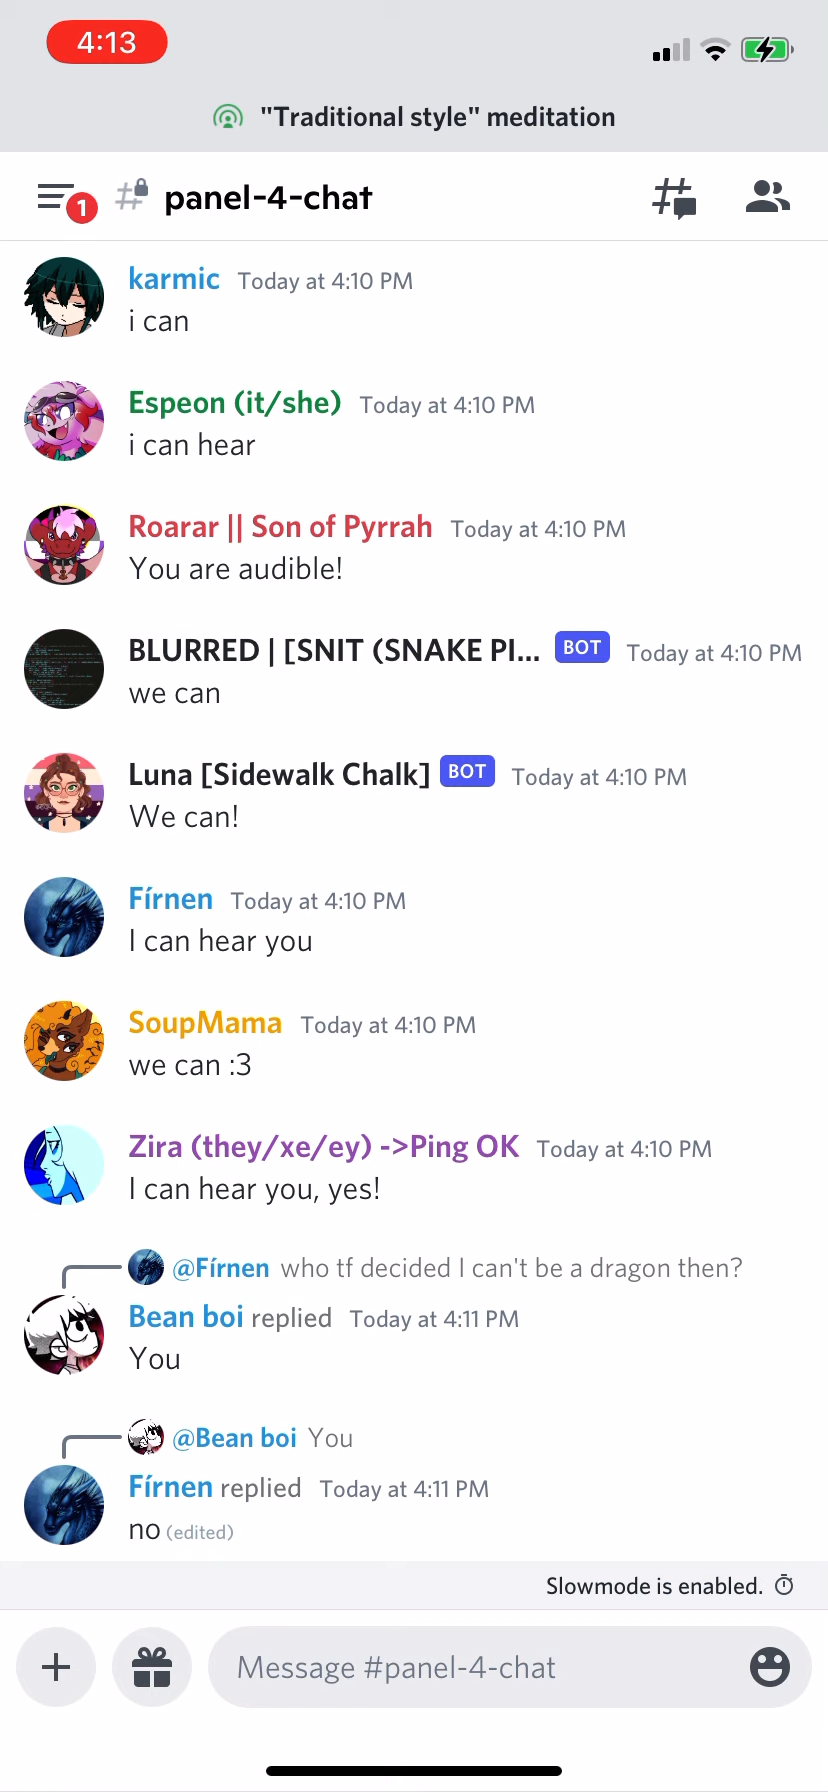 4:13
"Traditional style" meditation
1
panel-4-chat
karmic Today at 4:10 PM
i can
Espeon (it/she) Today at 4:10 PM
i can hear
Roarar || Son of Pyrrah Today at 4:10 PM
You are audible!
BLURRED | [SNIT (SNAKE PI... BOT Today at 4:10 PM
we can
Luna [Sidewalk Chalk] BOT Today at 4:10 PM
We can!
Fírnen Today at 4:10 PM
I can hear you
SoupMama Today at 4:10 PM
we can :3
Zira (they/xe/ey) ->Ping OK Today at 4:10 PM
I can hear you, yes!
@Fírnen who tf decided I can't be a dragon then?
Bean boi replied Today at 4:11 PM
You
@Bean boi You
Fírnen replied Today at 4:11 PM
no (edited)
Slowmode is enabled.
Message #panel-4-chat